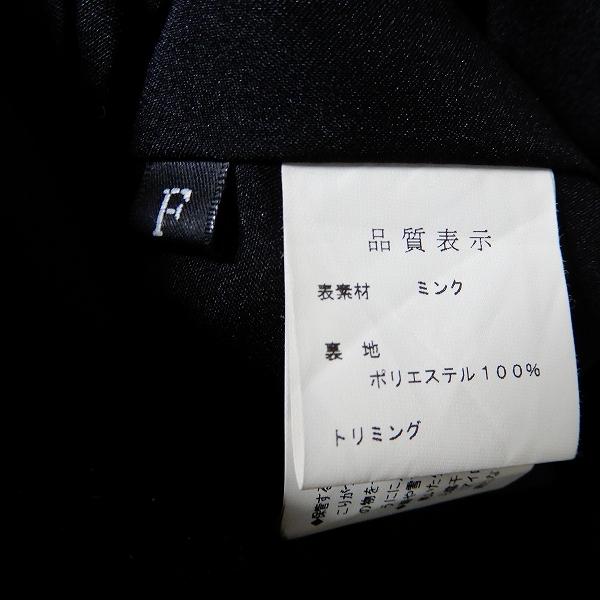 F
品質表示
表素材 ミンク
裏 地
ポリエステル100%
トリミング